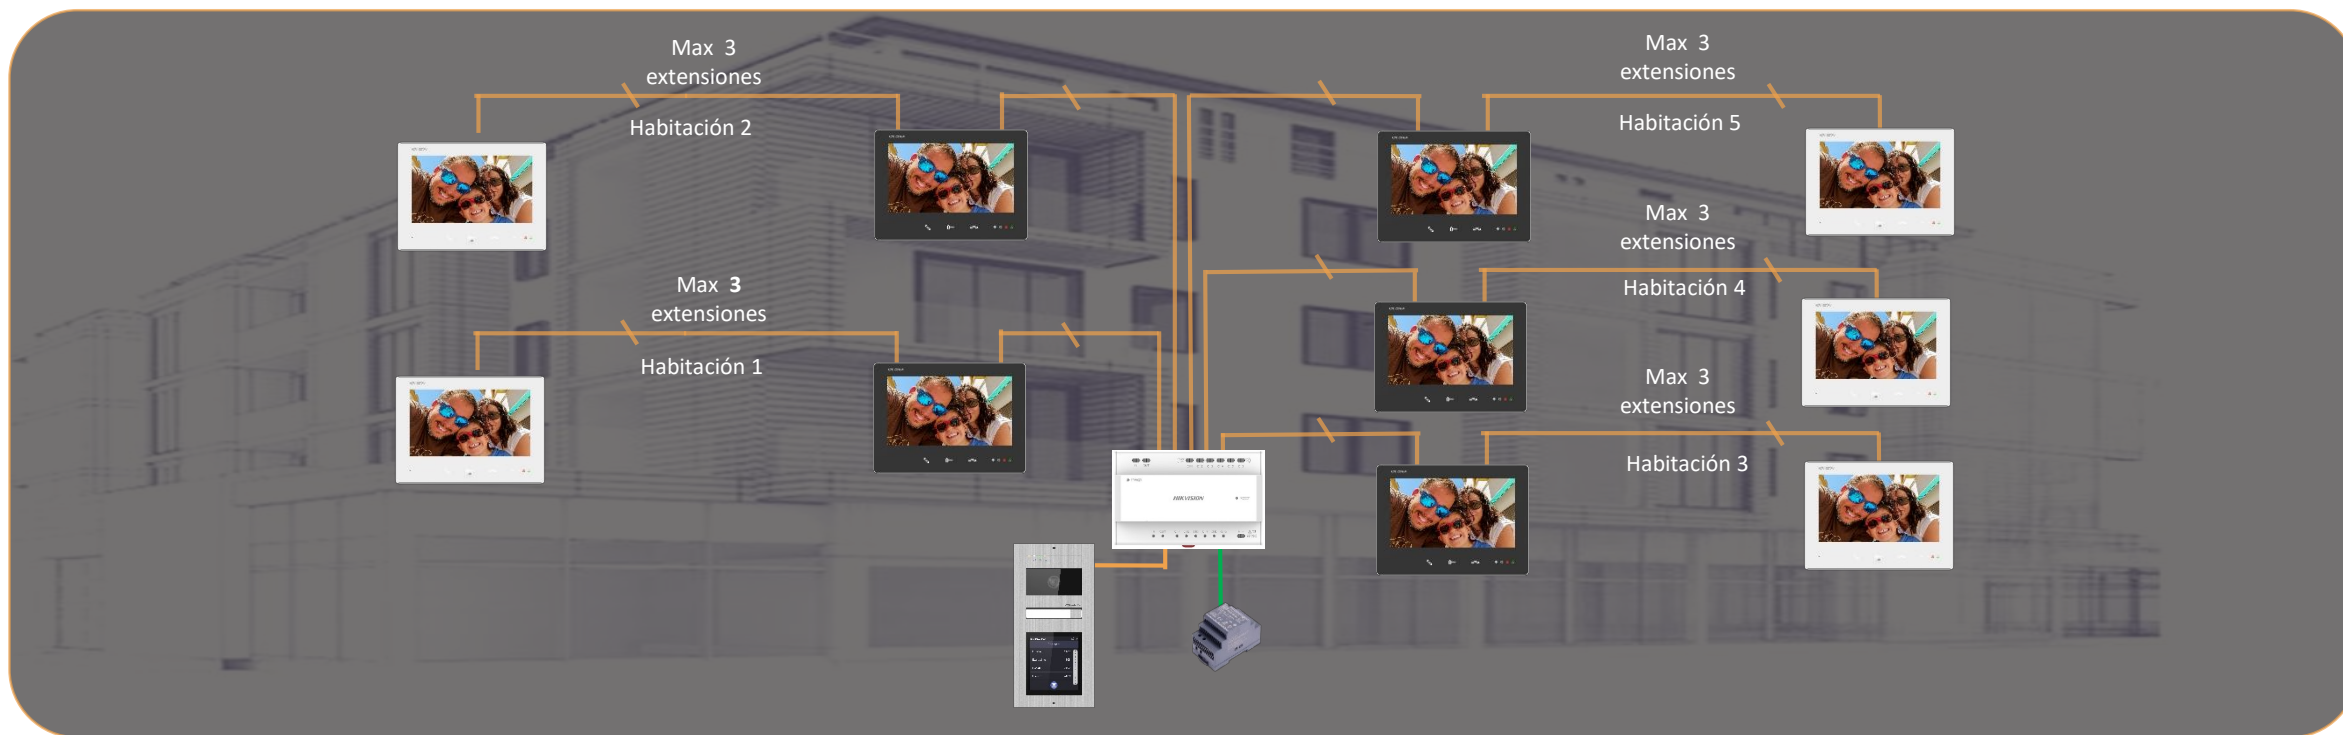 Max 3
extensiones
Habitación 2
Max 3
extensiones
Habitación 5
Max 3
extensiones
Habitación 4
Max 3
extensiones
Habitación 1
Max 3
extensiones
Habitación 3
HIKVISION